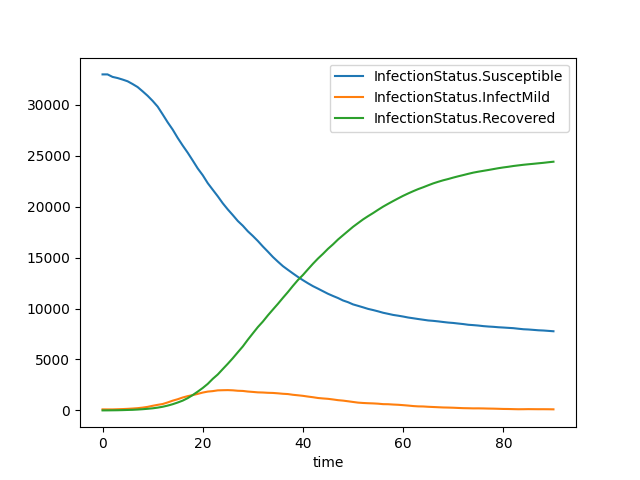 InfectionStatus.Susceptible
InfectionStatus.InfectMild
InfectionStatus.Recovered
30000
25000
20000
15000
10000
5000
0
0 20 40 60 80
time